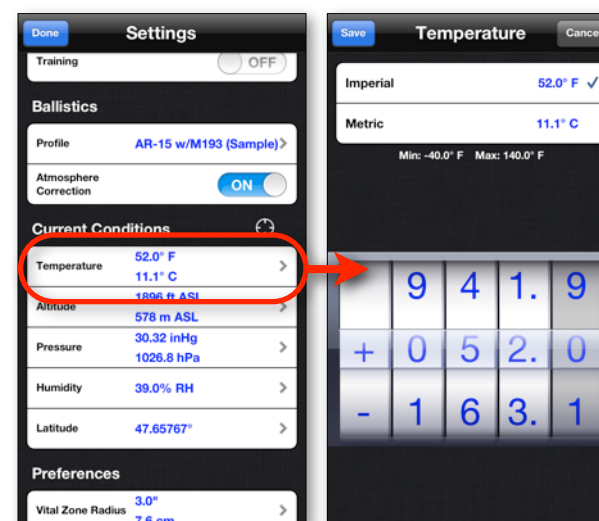 Done
Settings
Training
OFF
Ballistics
Profile
AR-15 w/M193 (Sample)
Atmosphere
Correction
ON
Current Conditions
Temperature
52.0° F
11.1° C
Altitude
1896 ft ASL
578 m ASL
Pressure
30.32 inHg
1026.8 hPa
Humidity
39.0% RH
Latitude
47.65767°
Preferences
Vital Zone Radius
3.0"
7.6 cm
Save
Temperature
Cance
Imperial
52.0° F ✓
Metric
11.1° C
Min: -40.0° F Max: 140.0° F
9 4 1. 9
+ 0 5 2. 0
- 1 6 3. 1